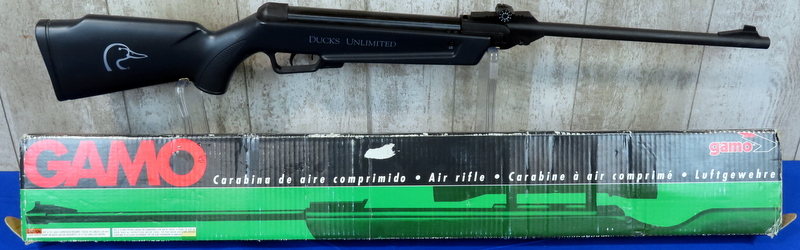 DUCKS UNLIMITED
GAMO
gamo
Carabina de aire comprimido • Air rifle • Carabine à air comprimé • Luftgewehre